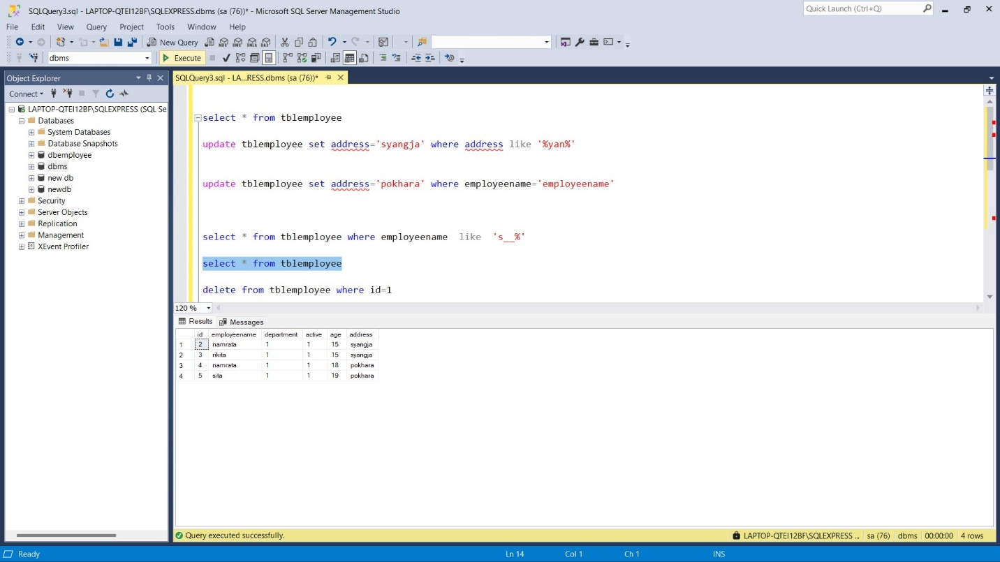 SQLQuery3.sql - LAPTOP-QTEI12BF\SQLEXPRESS.dbms (sa (76))* - Microsoft SQL Server Management Studio
Quick Launch (Ctrl+Q)
File Edit View Query Project Tools Window Help
New Query MDX DMX XMLA DAX
dbms Execute
Object Explorer
SQLQuery3.sql - LA...RESS.dbms (sa (76))*
Connect
LAPTOP-QTEI12BF\SQLEXPRESS (SQL Se
Databases
System Databases
Database Snapshots
dbemployee
dbms
new db
newdb
Security
Server Objects
Replication
Management
XEvent Profiler
select * from tblemployee
update tblemployee set address='syangja' where address like '%yan%'
update tblemployee set address='pokhara' where employeename='employeename'
select * from tblemployee where employeename  like  's__%'
select * from tblemployee
delete from tblemployee where id=1
120 %
Results Messages
id employeename department active age address
1 2 namrata 1 1 15 syangja
2 3 rikita 1 1 15 syangja
3 4 namrata 1 1 18 pokhara
4 5 sita 1 1 19 pokhara
Query executed successfully.
LAPTOP-QTEI12BF\SQLEXPRESS ... sa (76) dbms 00:00:00 4 rows
Ready Ln 14 Col 1 Ch 1 INS